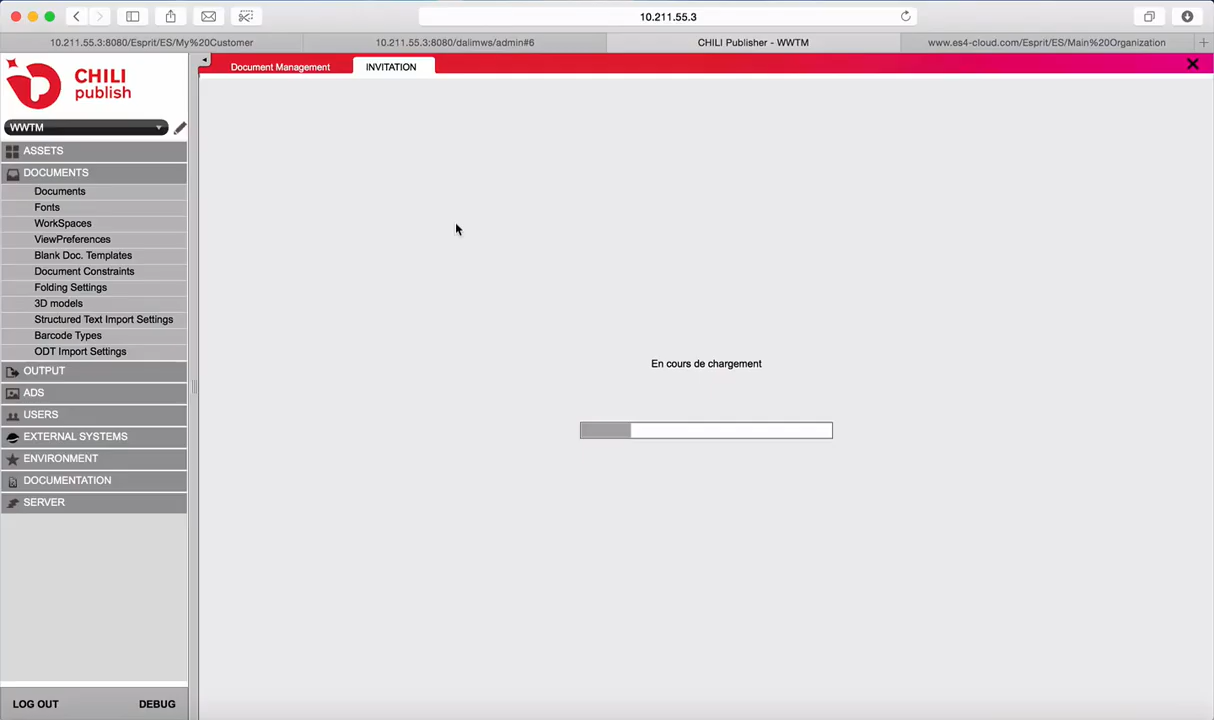 10.211.55.3
10.211.55.3:8080/Esprit/ES/My%20Customer
10.211.55.3:8080/dalimws/admin#6
CHILI Publisher - WWTM
www.es4-cloud.com/Esprit/ES/Main%20Organization
CHILI
publish
Document Management
INVITATION
WWTM
ASSETS
DOCUMENTS
Documents
Fonts
WorkSpaces
ViewPreferences
Blank Doc. Templates
Document Constraints
Folding Settings
3D models
Structured Text Import Settings
Barcode Types
ODT Import Settings
OUTPUT
ADS
USERS
EXTERNAL SYSTEMS
ENVIRONMENT
DOCUMENTATION
SERVER
En cours de chargement
LOG OUT
DEBUG